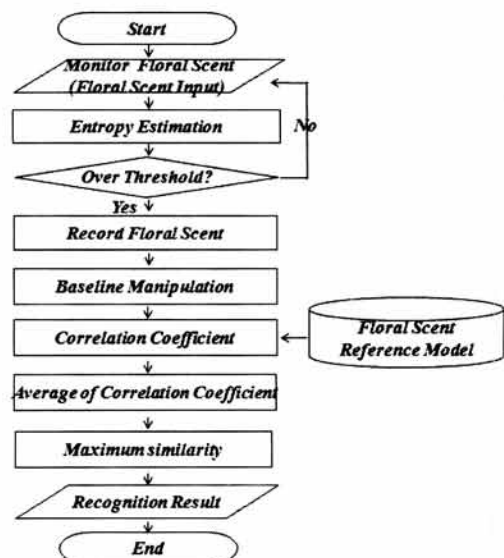 Start
Monitor Floral Scent
(Floral Scent Input)
Entropy Estimation
No
Over Threshold?
Yes
Record Floral Scent
Baseline Manipulation
Correlation Coefficient
Floral Scent
Reference Model
Average of Correlation Coefficient
Maximum similarity
Recognition Result
End